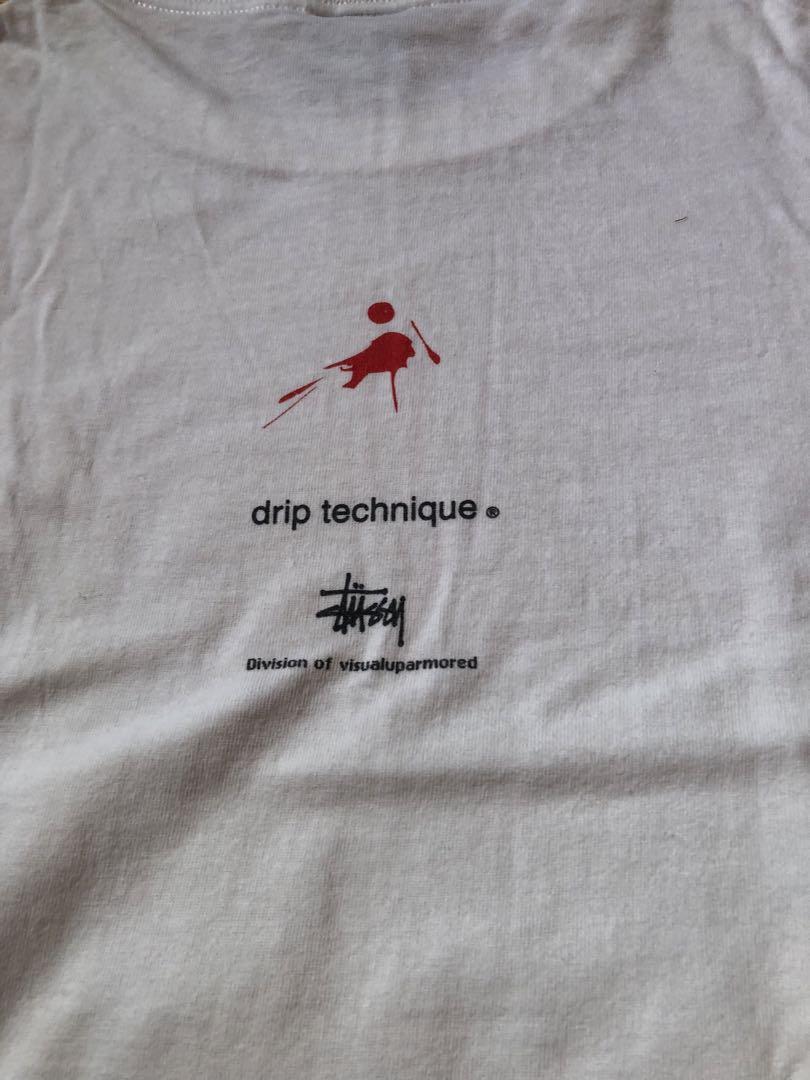 drip technique ®
Stüssy
Division of visualuparmored